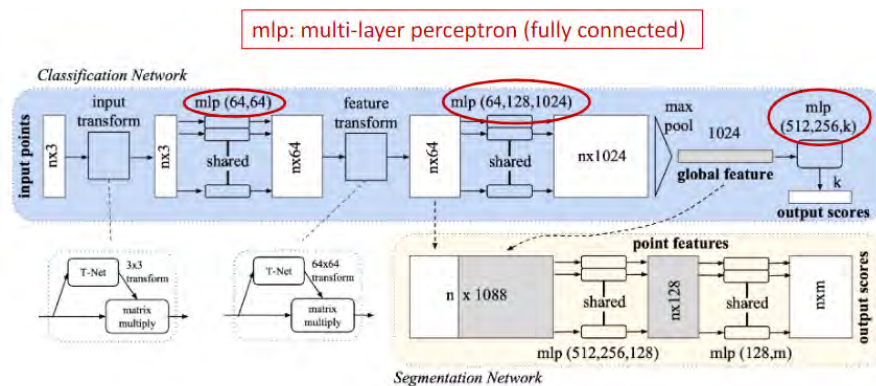 mlp: multi-layer perceptron (fully connected)
Classification Network
input points
nx3
input
transform
nx3
mlp (64,64)
shared
nx64
feature
transform
nx64
mlp (64,128,1024)
shared
nx1024
max
pool
1024
global feature
mlp
(512,256,k)
k
output scores
T-Net
3x3
transform
matrix
multiply
T-Net
64x64
transform
matrix
multiply
point features
n x 1088
shared
mlp (512,256,128)
nx128
shared
mlp (128,m)
nxm
output scores
Segmentation Network